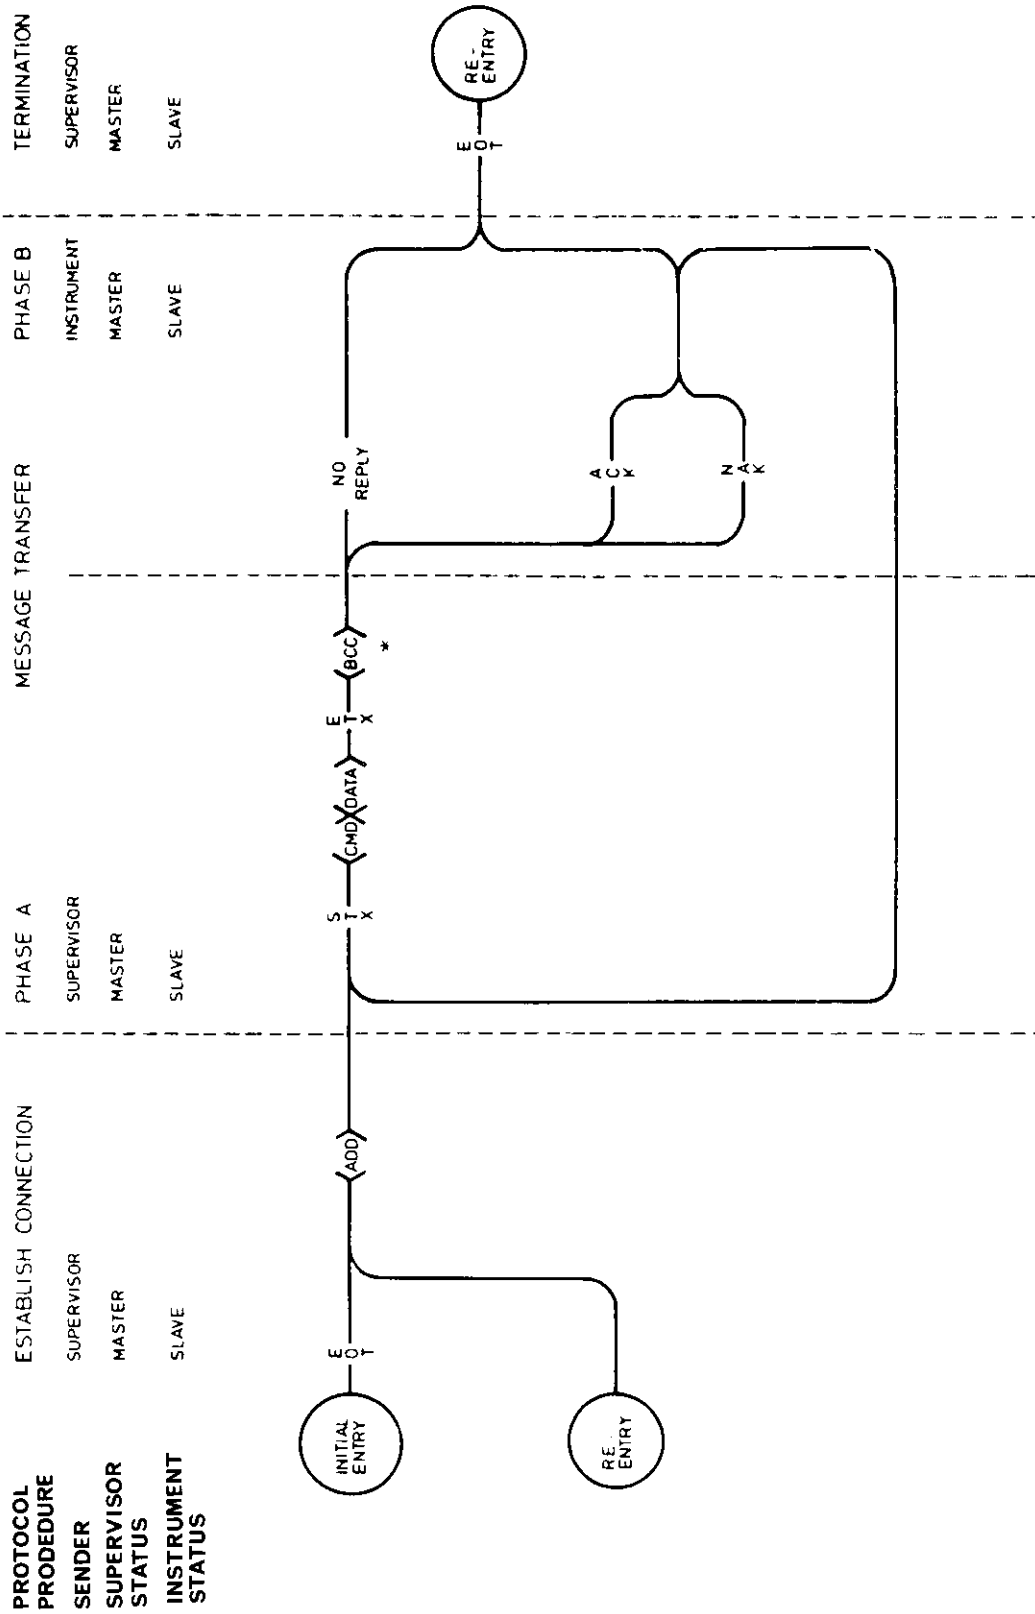 PROTOCOL
PRODEDURE
ESTABLISH CONNECTION
PHASE A
MESSAGE TRANSFER
PHASE B
TERMINATION
SENDER
SUPERVISOR
SUPERVISOR
INSTRUMENT
SUPERVISOR
SUPERVISOR
STATUS
MASTER
MASTER
MASTER
MASTER
INSTRUMENT
STATUS
SLAVE
SLAVE
SLAVE
SLAVE
INITIAL
ENTRY
EOT
(ADD)
STX
(CMD)(DATA)
ETX
(BCC)
*
NO
REPLY
EOT
RE-
ENTRY
ACK
NAK
RE-
ENTRY